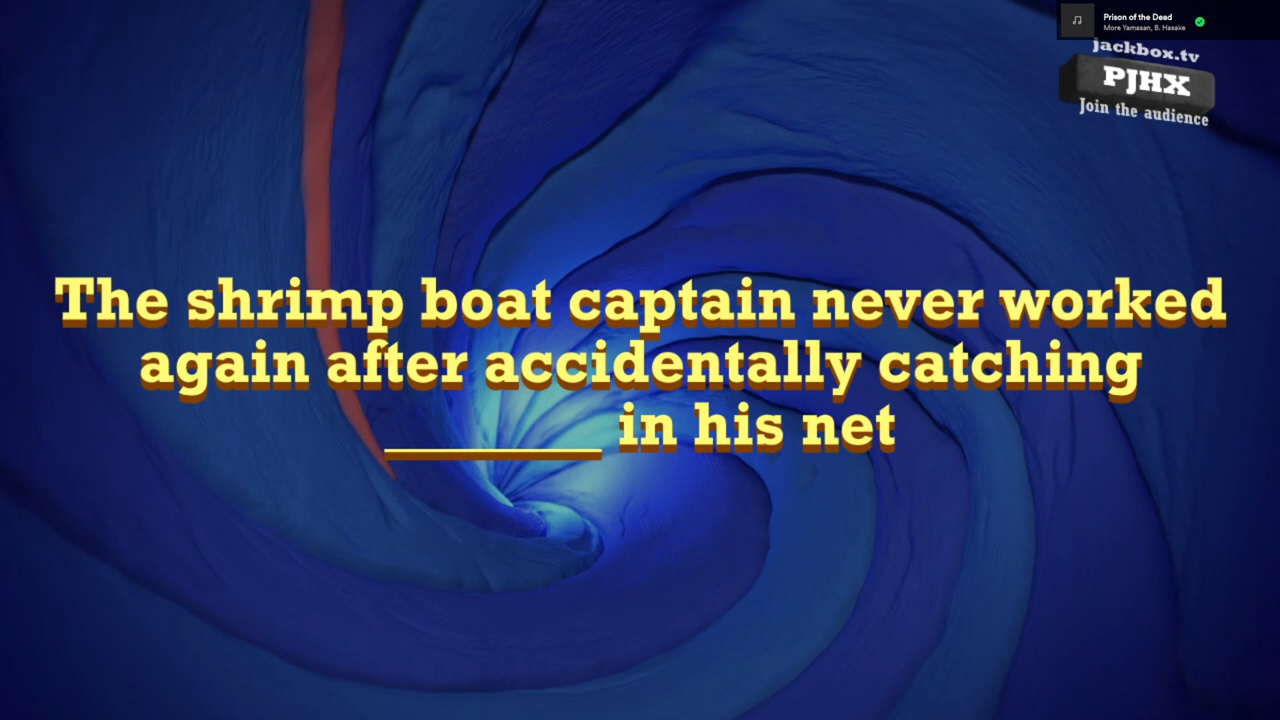 Prison of the Dead
More Yamasan, B. Hasake
jackbox.tv
PJHX
Join the audience
The shrimp boat captain never worked
again after accidentally catching
________ in his net